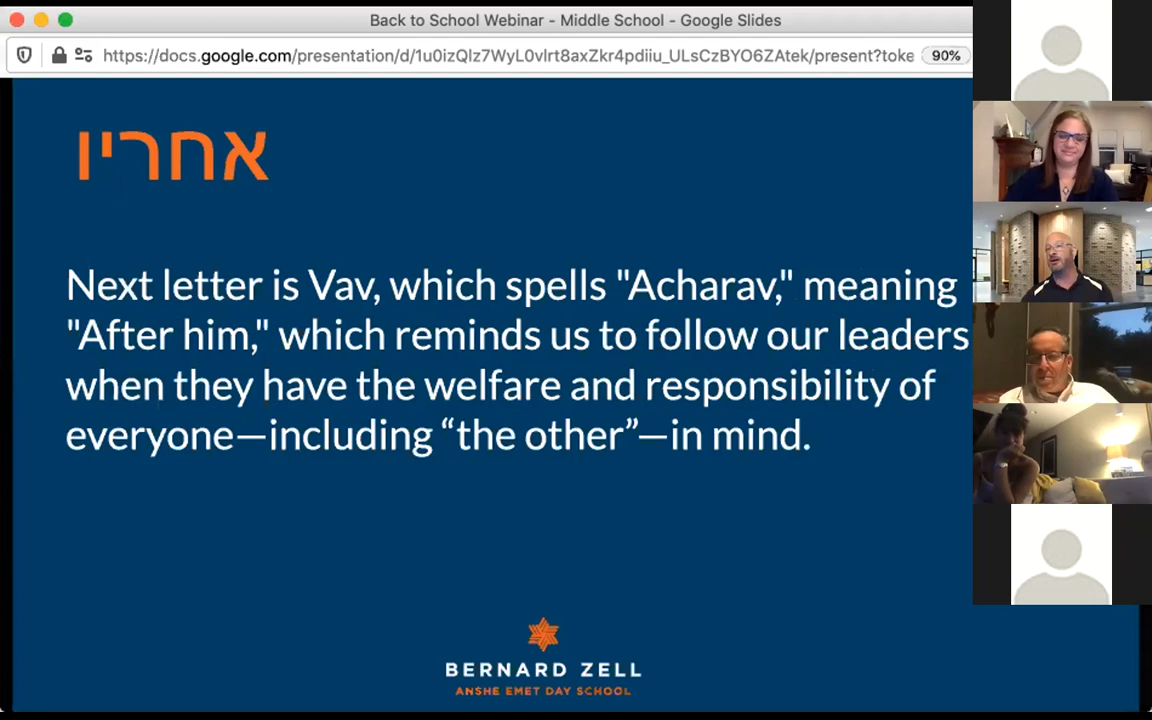 Back to School Webinar - Middle School - Google Slides
https://docs.google.com/presentation/d/1u0izQlz7WyL0vlrt8axZkr4pdiiu_ULsCzBYO6ZAtek/present?toke
90%
אחריו
Next letter is Vav, which spells "Acharav," meaning
"After him," which reminds us to follow our leaders
when they have the welfare and responsibility of
everyone—including “the other”—in mind.
BERNARD ZELL
ANSHE EMET DAY SCHOOL